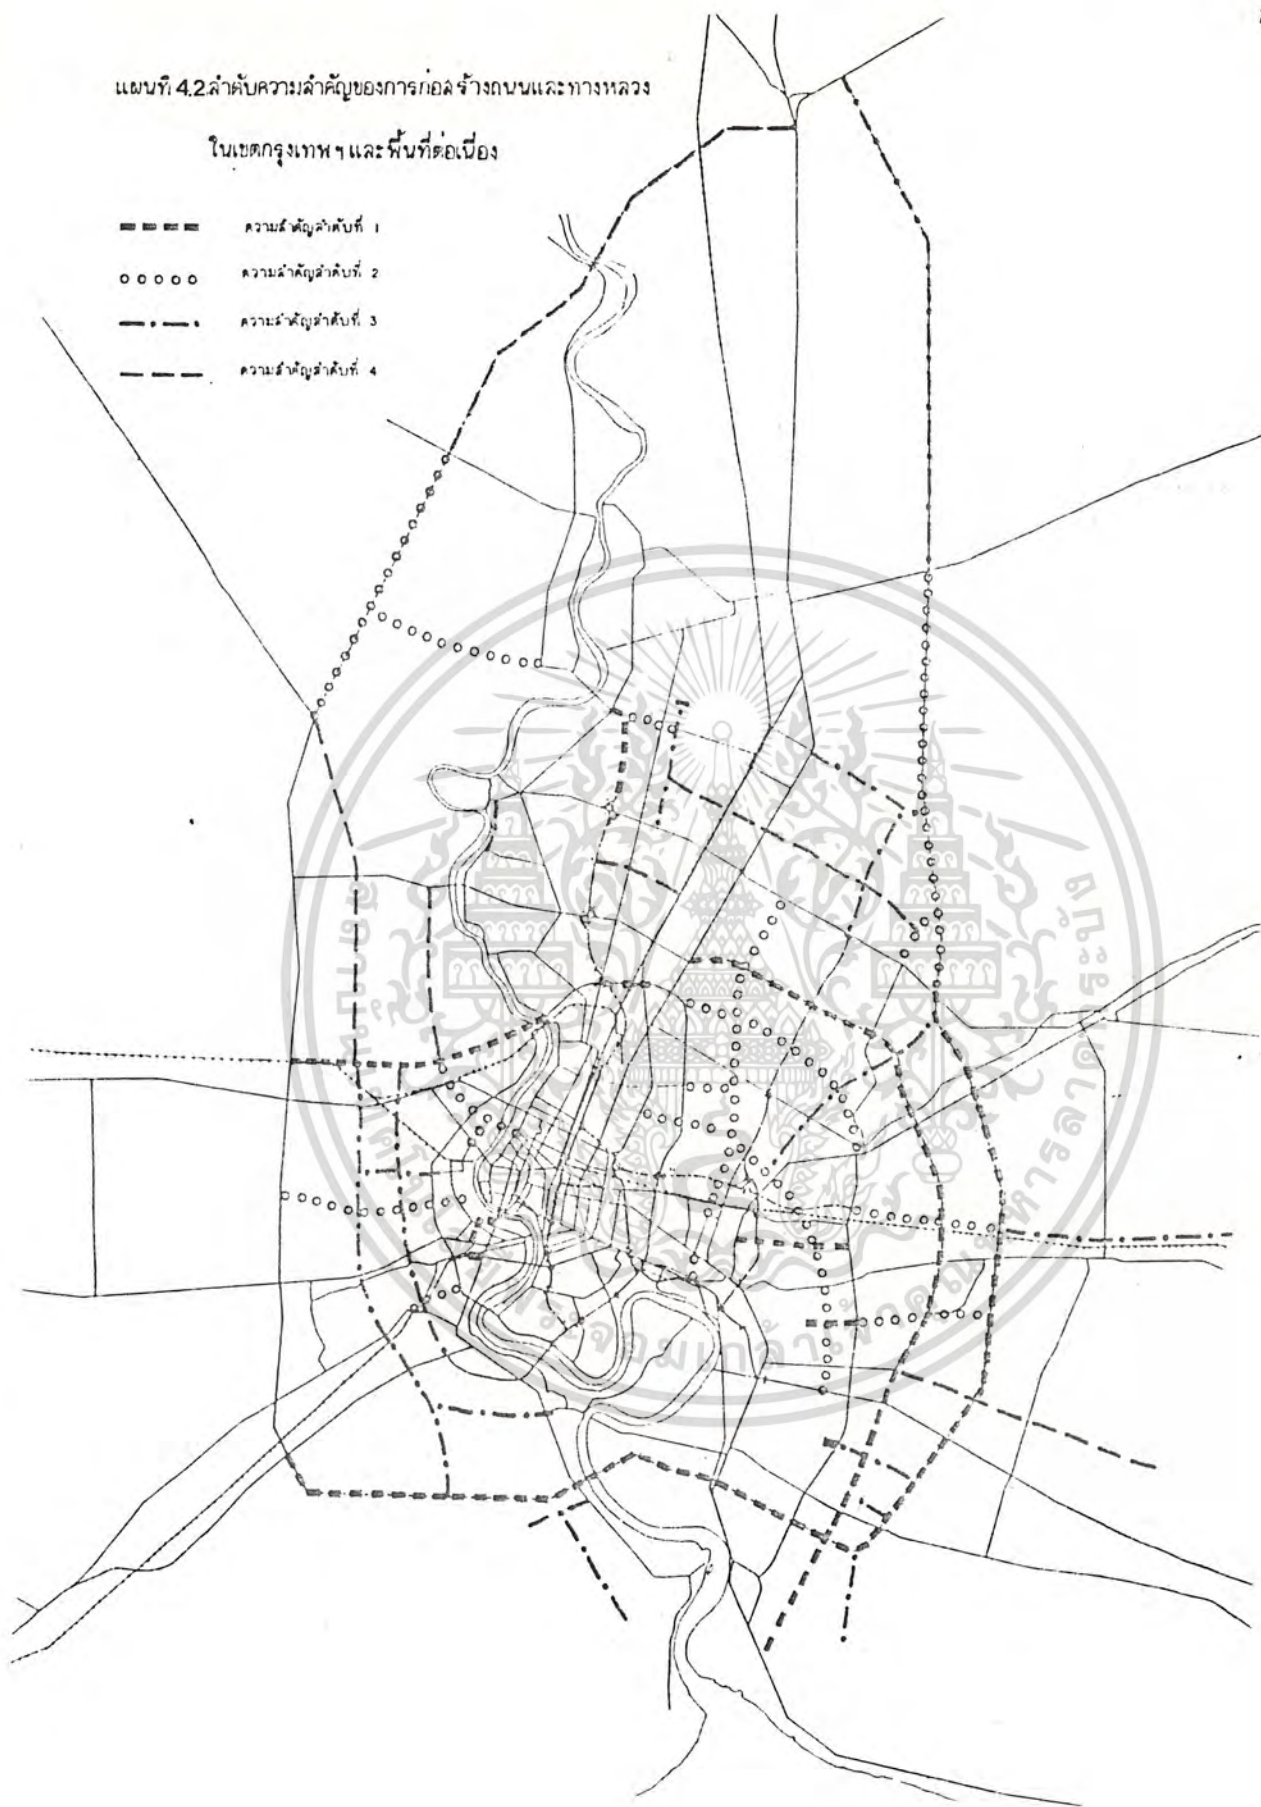 แผนที่ 4.2 ลำดับความสำคัญของการก่อสร้างถนนและทางหลวง
ในเขตกรุงเทพฯ และพื้นที่ต่อเนื่อง
ความสำคัญลำดับที่ 1
ความสำคัญลำดับที่ 2
ความสำคัญลำดับที่ 3
ความสำคัญลำดับที่ 4